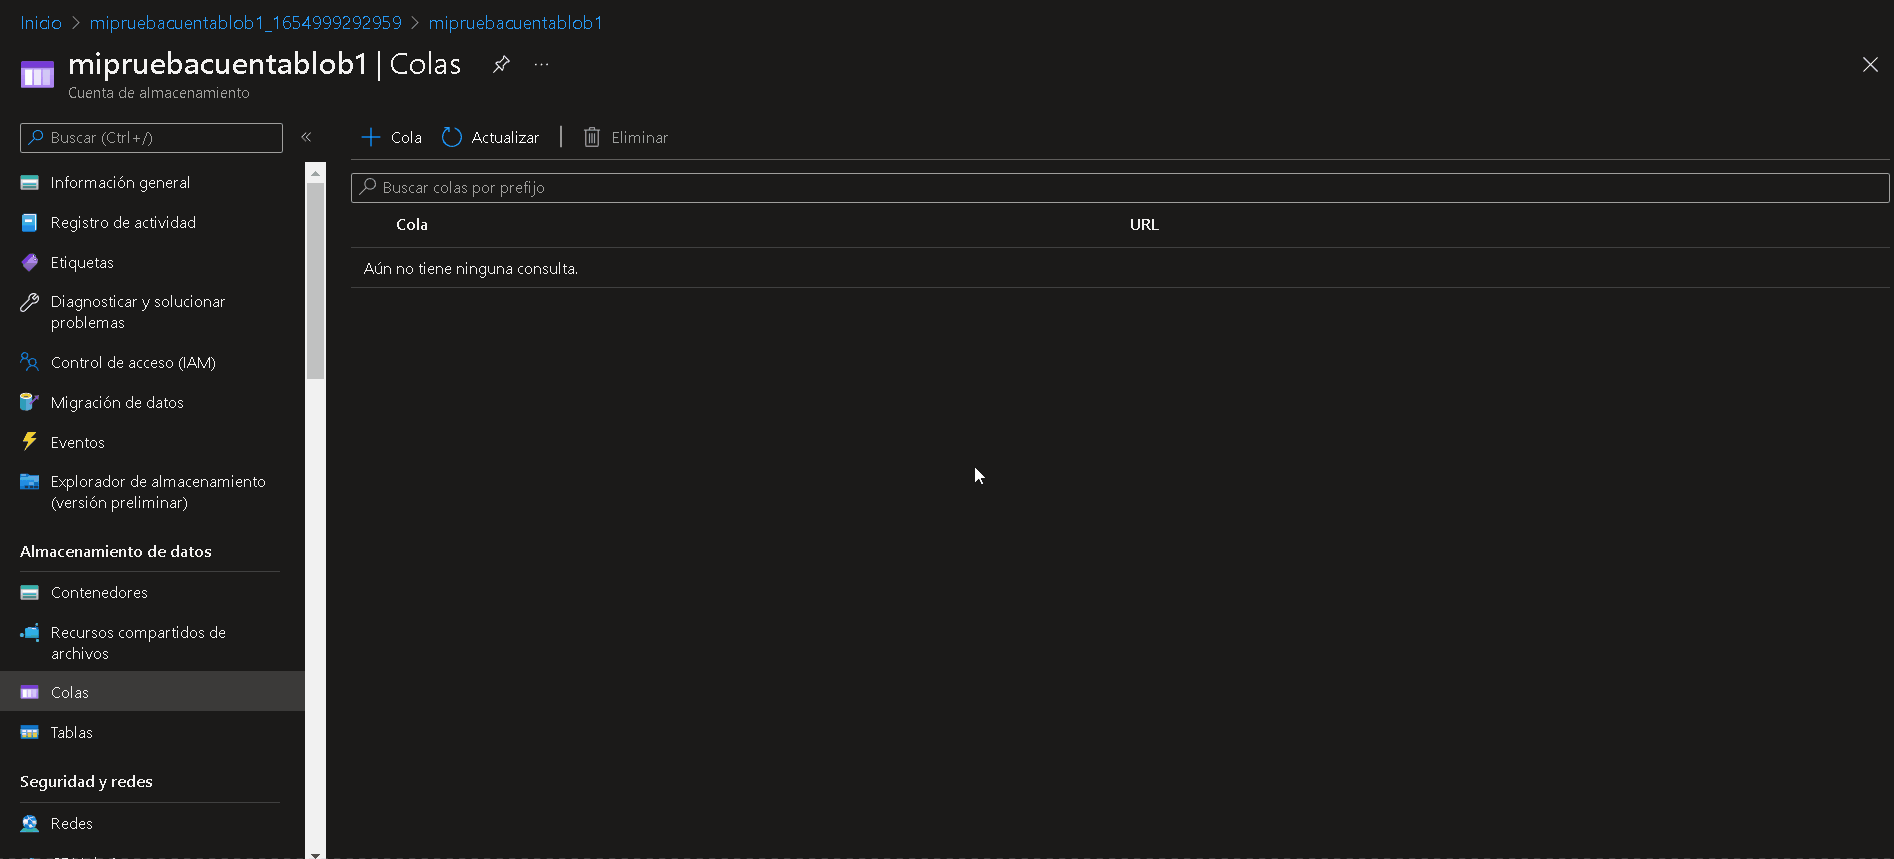 Inicio > mipruebacuentablob1_1654999292959 > mipruebacuentablob1
mipruebacuentablob1 | Colas
Cuenta de almacenamiento
Buscar (Ctrl+/)
Cola
Actualizar
Eliminar
Buscar colas por prefijo
Cola
URL
Aún no tiene ninguna consulta.
Información general
Registro de actividad
Etiquetas
Diagnosticar y solucionar
problemas
Control de acceso (IAM)
Migración de datos
Eventos
Explorador de almacenamiento
(versión preliminar)
Almacenamiento de datos
Contenedores
Recursos compartidos de
archivos
Colas
Tablas
Seguridad y redes
Redes